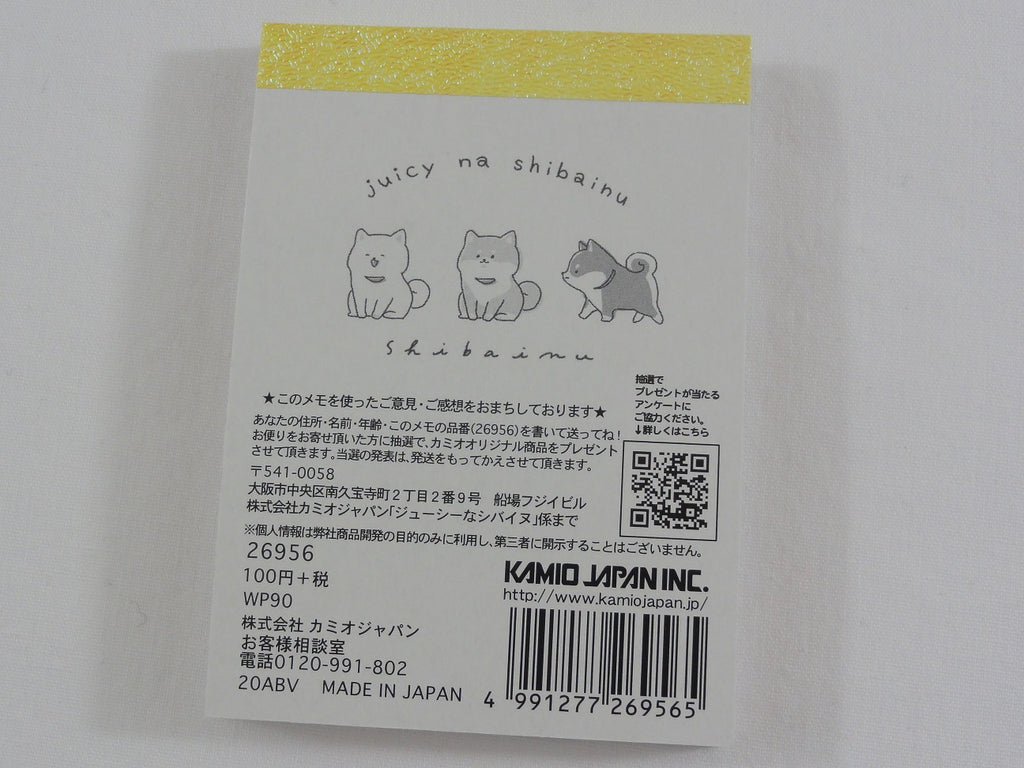 juicy na shibainu
shibainu
抽選で
プレゼントが当たる
アンケートに
ご協力ください。
↓詳しくはこちら
★このメモを使ったご意見・ご感想をおまちしております★
あなたの住所・名前・年齢・このメモの品番(26956)を書いて送ってね!
お便りをお寄せ頂いた方に抽選で、カミオオリジナル商品をプレゼント
させて頂きます。当選の発表は、発送をもってかえさせて頂きます。
〒541-0058
大阪市中央区南久宝寺町2丁目2番9号 船場フジイビル
株式会社カミオジャパン「ジューシーなシバイヌ」係まで
※個人情報は弊社商品開発の目的のみに利用し、第三者に開示することはございません。
26956
100円+税
WP90
株式会社 カミオジャパン
お客様相談室
電話0120-991-802
20ABV MADE IN JAPAN
KAMIO JAPAN INC.
http://www.kamiojapan.jp/
4 991277 269565